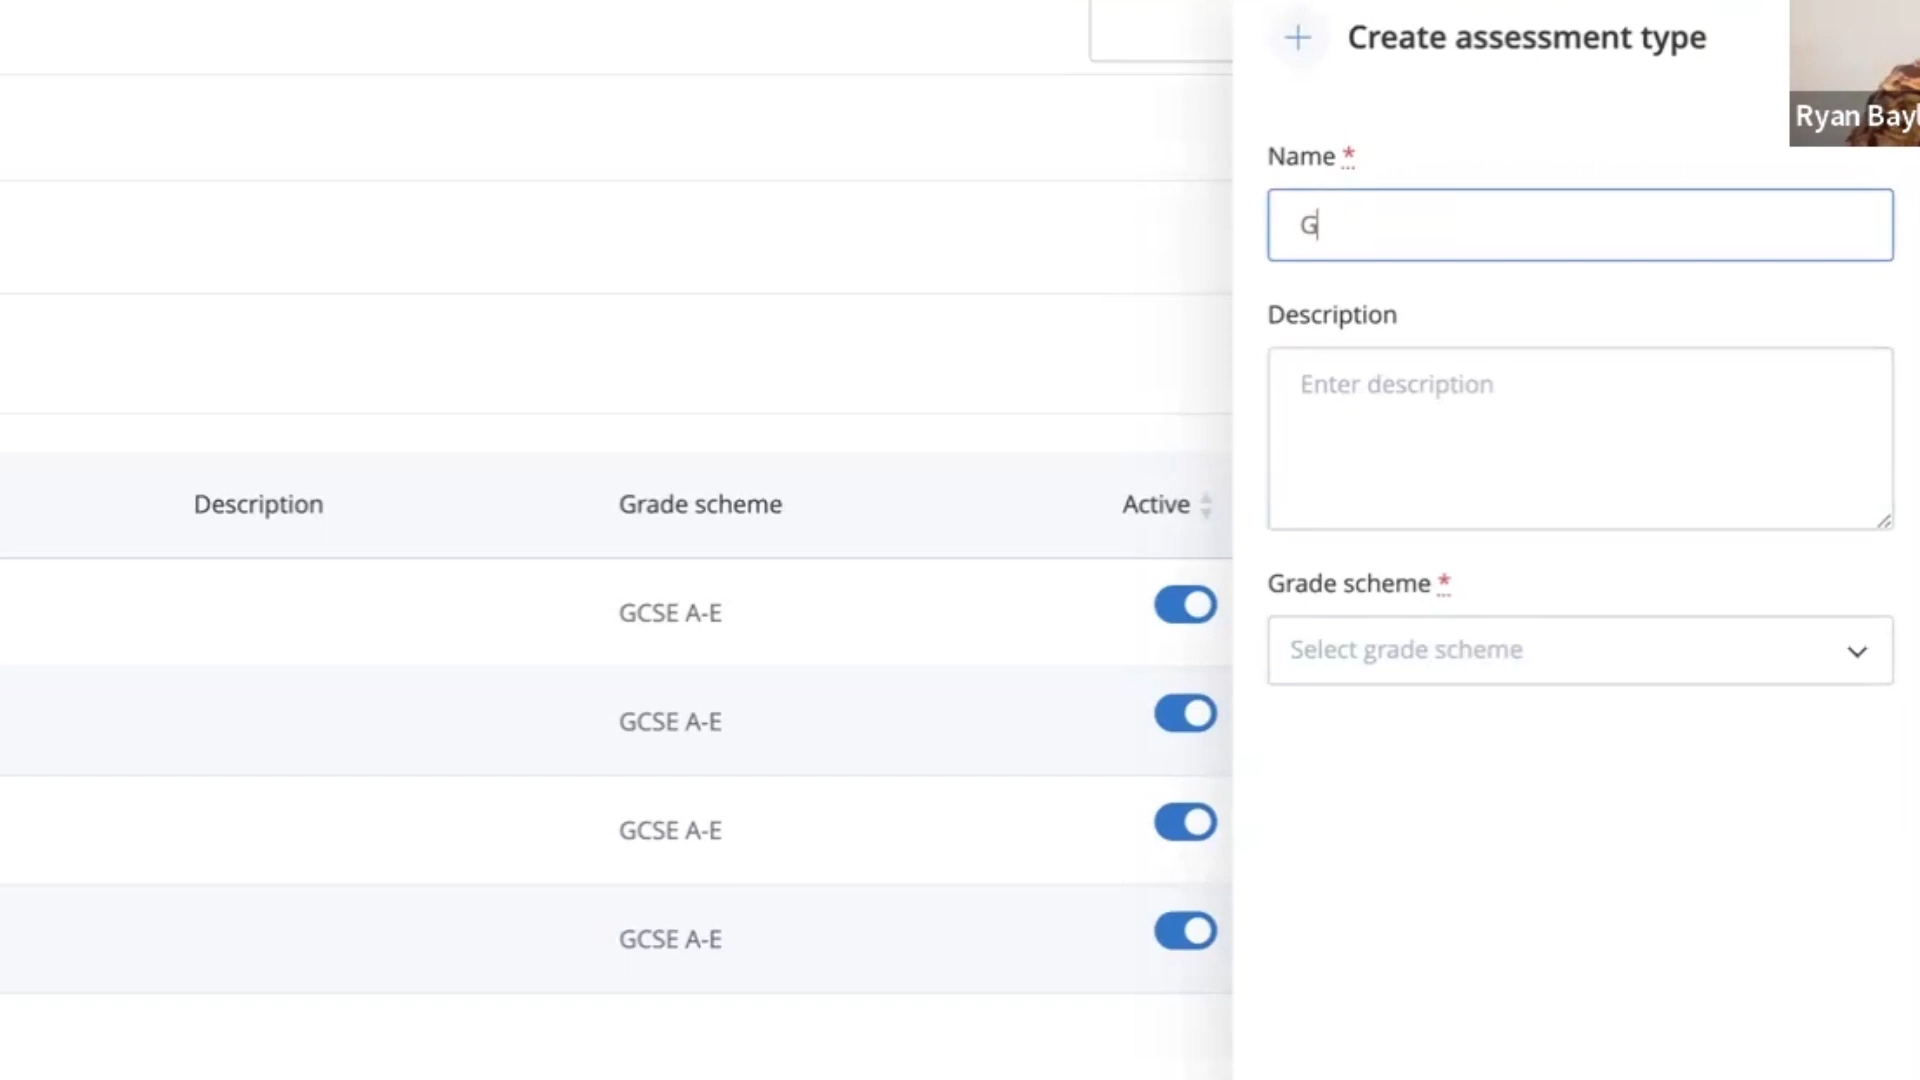 Create assessment type
Ryan Bayl
Name *
G
Description
Enter description
Grade scheme *
Select grade scheme
Description Grade scheme Active
GCSE A-E
GCSE A-E
GCSE A-E
GCSE A-E